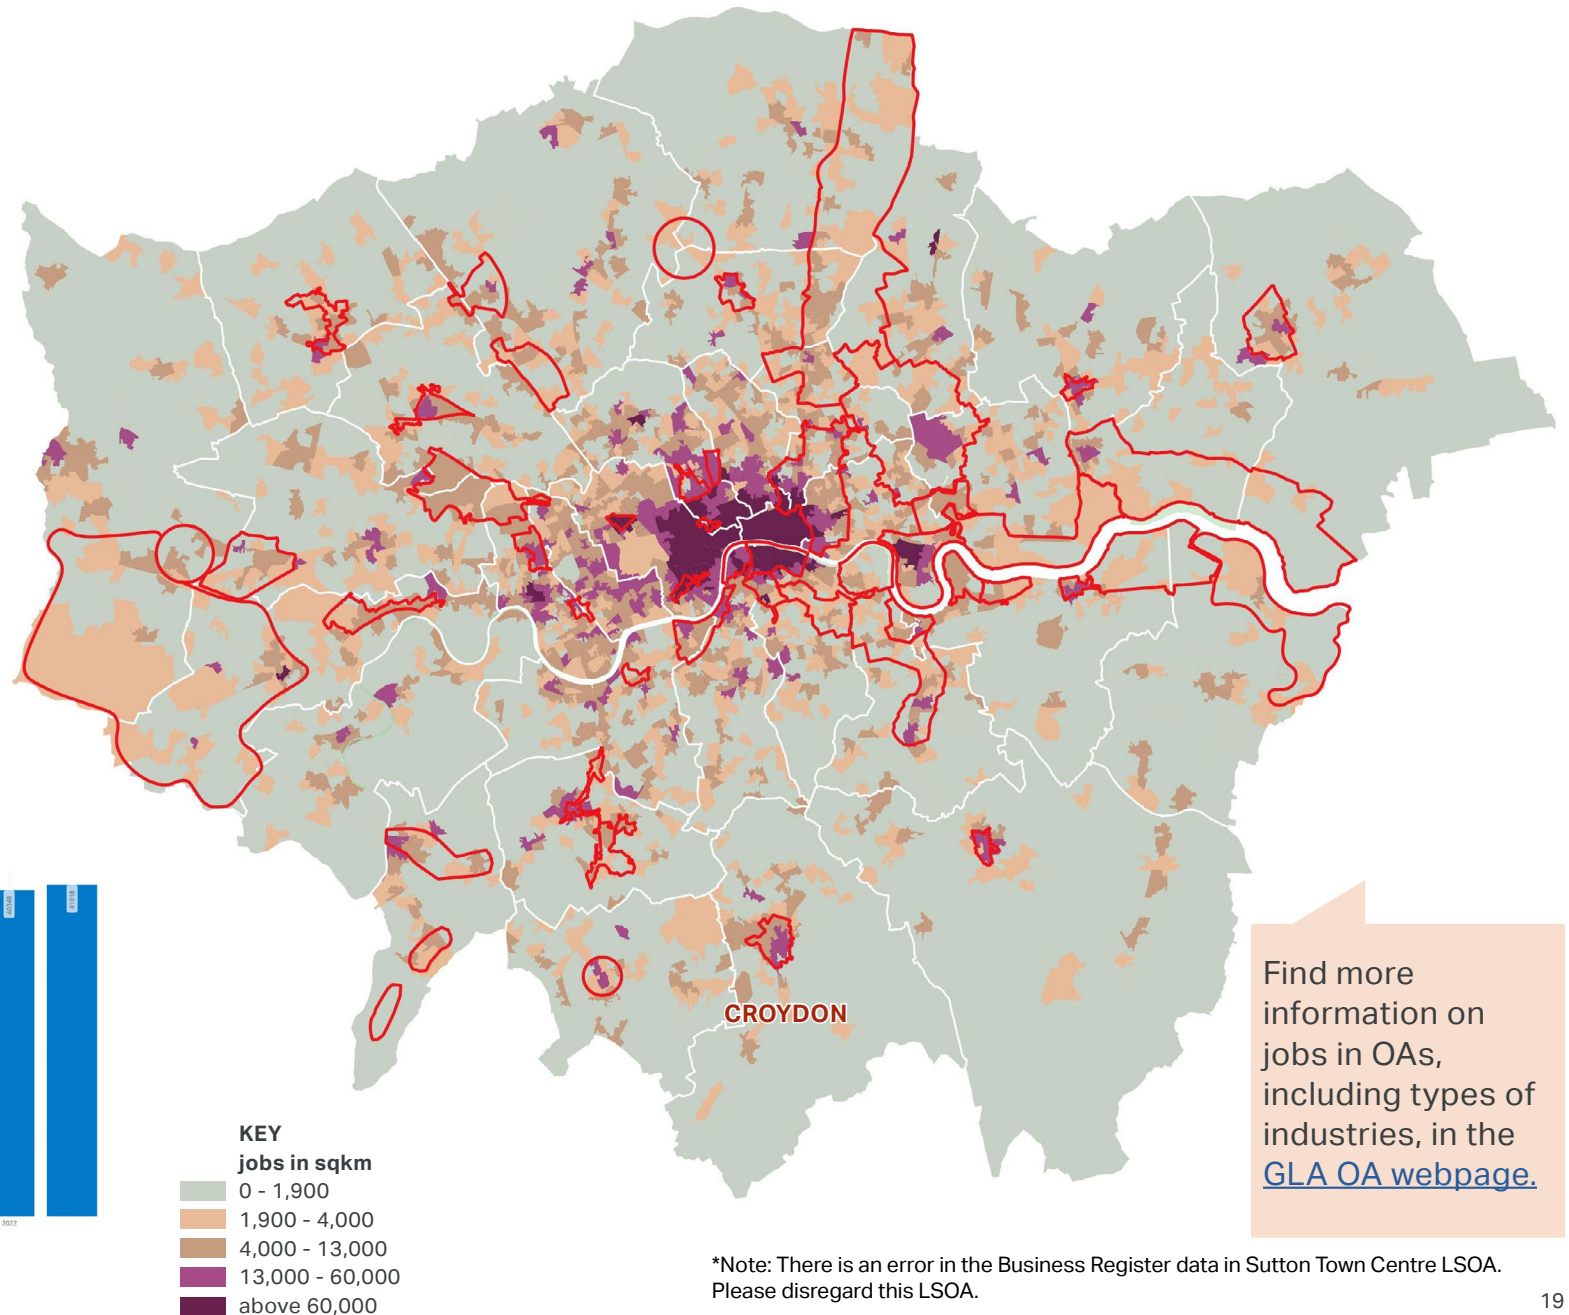 CROYDON
40346
41018
2022
KEY
jobs in sqkm
0 - 1,900
1,900 - 4,000
4,000 - 13,000
13,000 - 60,000
above 60,000
Find more
information on
jobs in OAs,
including types of
industries, in the
GLA OA webpage.
*Note: There is an error in the Business Register data in Sutton Town Centre LSOA.
Please disregard this LSOA.
19